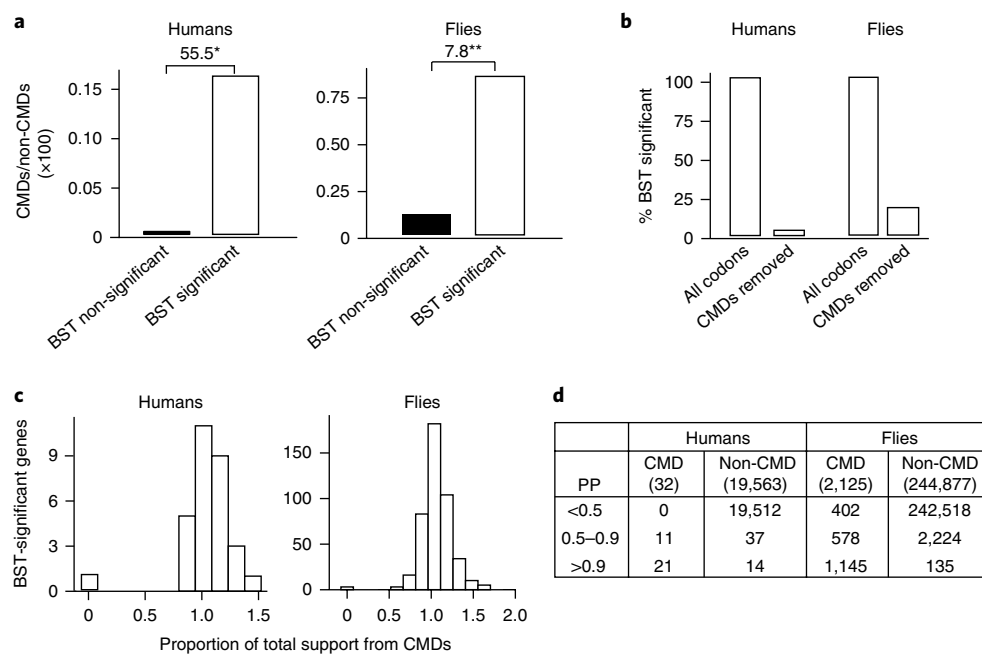 a
Humans
Flies
55.5*
7.8**
CMDs/non-CMDs
(×100)
0.15
0.10
0.05
0
0.75
0.50
0.25
0
BST non-significant
BST significant
BST non-significant
BST significant
b
Humans
Flies
% BST significant
100
75
50
25
0
All codons
CMDs removed
All codons
CMDs removed
c
Humans
Flies
BST-significant genes
9
6
3
0
150
100
50
0
0 0.5 1.0 1.5
0 0.5 1.0 1.5 2.0
Proportion of total support from CMDs
d
Humans Flies
PP CMD (32) Non-CMD (19,563) CMD (2,125) Non-CMD (244,877)
<0.5 0 19,512 402 242,518
0.5–0.9 11 37 578 2,224
>0.9 21 14 1,145 135